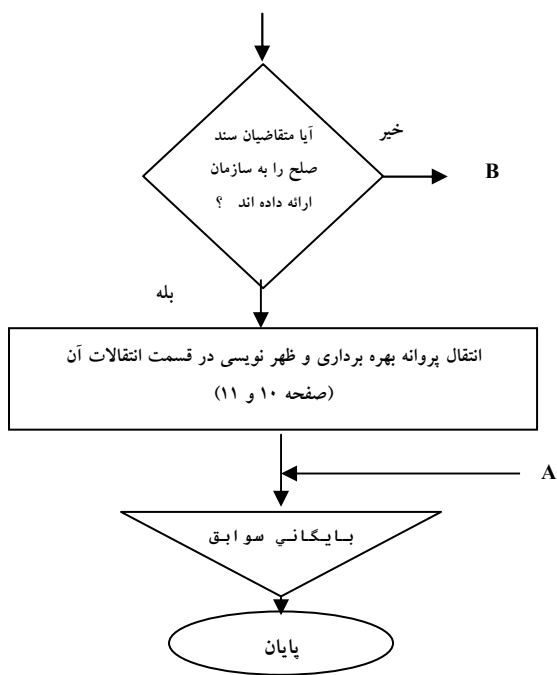 آیا متقاضیان سند
صلح را به سازمان
ارائه داده اند ؟
خیر
B
بله
انتقال پروانه بهره برداری و ظهر نویسی در قسمت انتقالات آن
(صفحه ۱۰ و ۱۱)
A
بايگاني سوابق
پایان